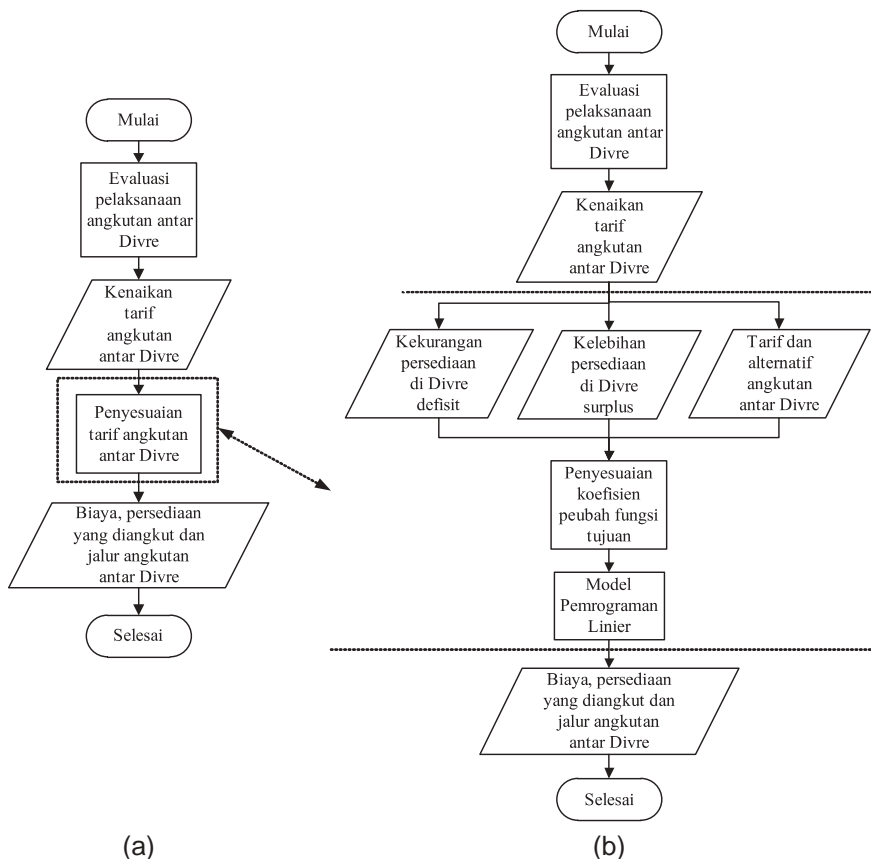 Mulai
Evaluasi
pelaksanaan
angkutan antar
Divre
Kenaikan
tarif
angkutan
antar Divre
Penyesuaian
tarif angkutan
antar Divre
Biaya, persediaan
yang diangkut dan
jalur angkutan
antar Divre
Selesai
(a)
Mulai
Evaluasi
pelaksanaan
angkutan antar
Divre
Kenaikan
tarif
angkutan
antar Divre
Kekurangan
persediaan
di Divre
defisit
Kelebihan
persediaan
di Divre
surplus
Tarif dan
alternatif
angkutan
antar Divre
Penyesuaian
koefisien
peubah fungsi
tujuan
Model
Pemrograman
Linier
Biaya, persediaan
yang diangkut dan
jalur angkutan
antar Divre
Selesai
(b)